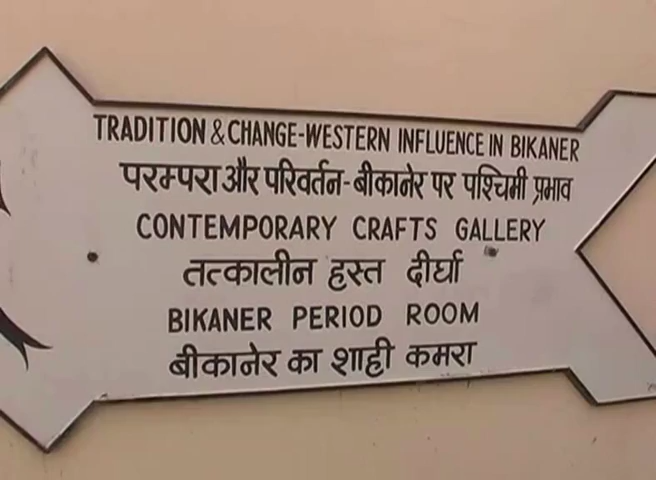 TRADITION & CHANGE-WESTERN INFLUENCE IN BIKANER
परम्परा और परिवर्तन-बीकानेर पर पश्चिमी प्रभाव
CONTEMPORARY CRAFTS GALLERY
तत्कालीन हस्त दीर्घा
BIKANER PERIOD ROOM
बीकानेर का शाही कमरा